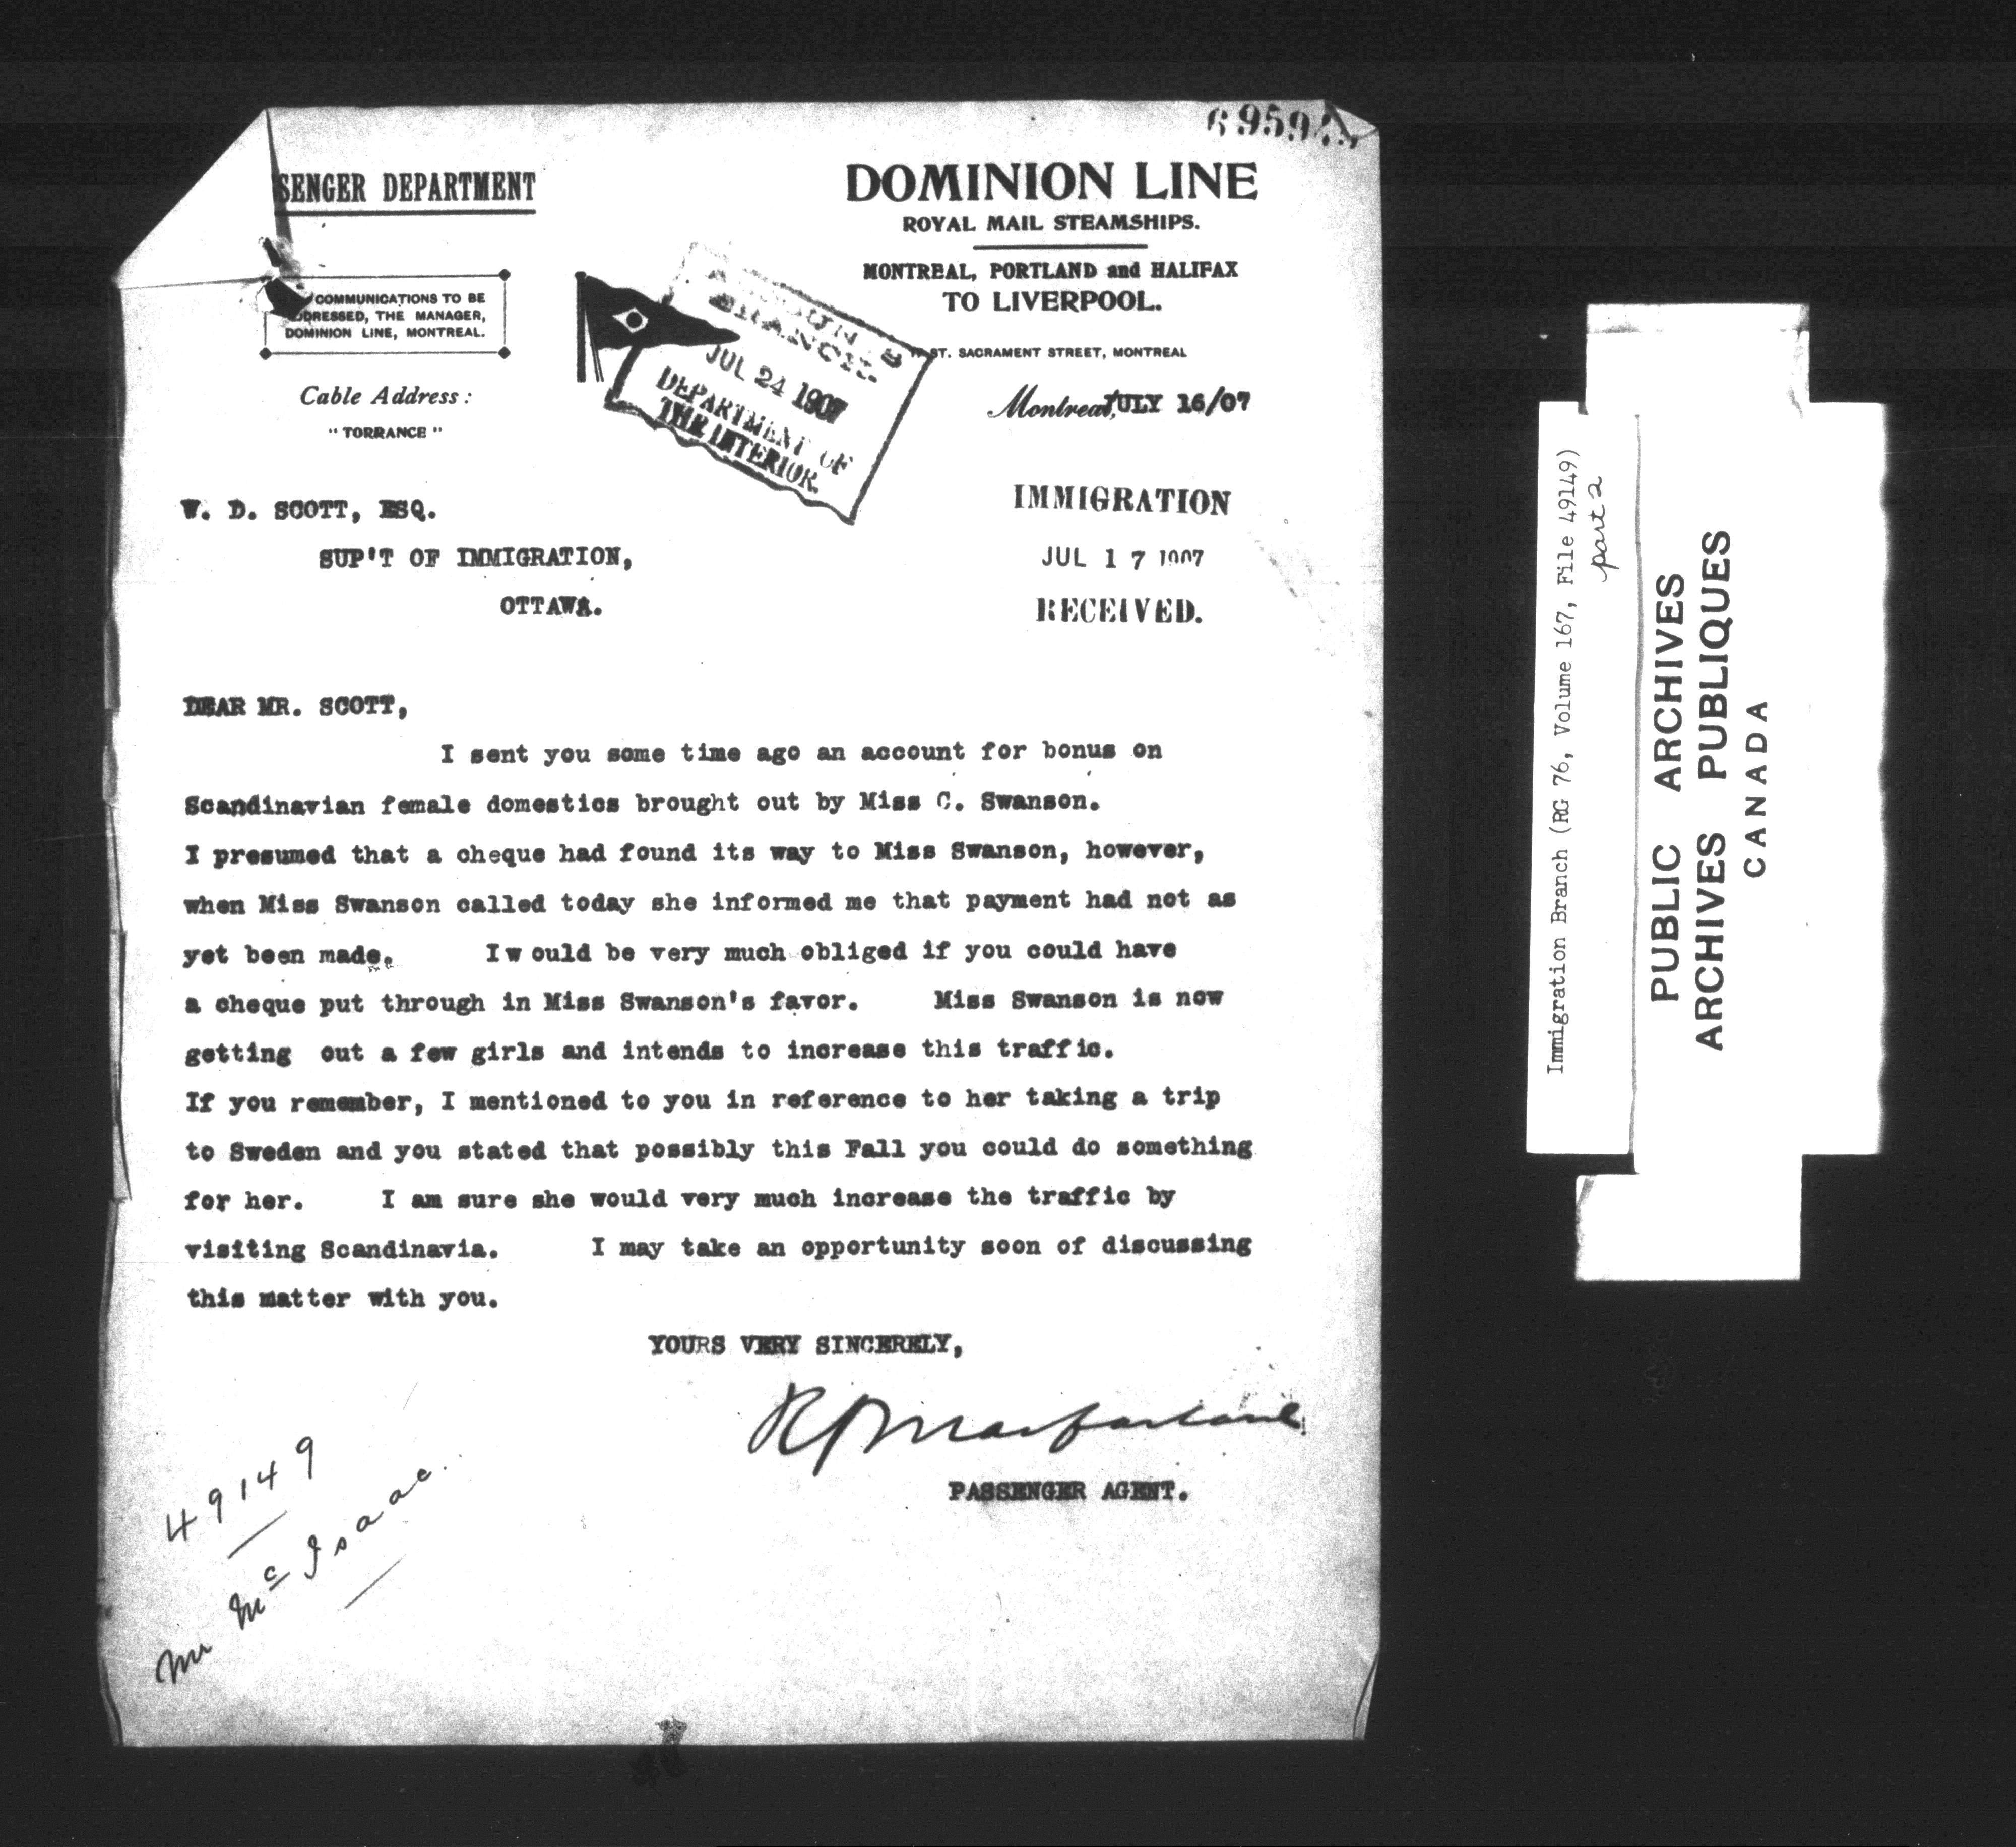 SENGER DEPARTMENT
COMMUNICATIONS TO BE
DRESSED, THE MANAGER,
DOMINION LINE, MONTREAL.
Cable Address:
"TORRANCE"
DOMINION LINE
ROYAL MAIL STEAMSHIPS.
MONTREAL, PORTLAND and HALIFAX
TO LIVERPOOL.
ST. SACRAMENT STREET, MONTREAL
Montreal, JULY 16/07
BRANCH.
JUL 24 1907
DEPARTMENT OF
THE INTERIOR.
IMMIGRATION
JUL 17 1907
RECEIVED.
W. D. SCOTT, ESQ.
SUP'T OF IMMIGRATION,
OTTAWA.
DEAR MR. SCOTT,
I sent you some time ago an account for bonus on
Scandinavian female domestics brought out by Miss C. Swanson.
I presumed that a cheque had found its way to Miss Swanson, however,
when Miss Swanson called today she informed me that payment had not as
yet been made. Iw ould be very much obliged if you could have
a cheque put through in Miss Swanson's favor. Miss Swanson is now
getting out a few girls and intends to increase this traffic.
If you remember, I mentioned to you in reference to her taking a trip
to Sweden and you stated that possibly this Fall you could do something
for her. I am sure she would very much increase the traffic by
visiting Scandinavia. I may take an opportunity soon of discussing
this matter with you.
YOURS VERY SINCERELY,
Macfarlane
PASSENGER AGENT.
49149
Mr McIsaac.
Immigration Branch (RG 76, Volume 167, File 49149)
part 2
PUBLIC ARCHIVES
ARCHIVES PUBLIQUES
CANADA